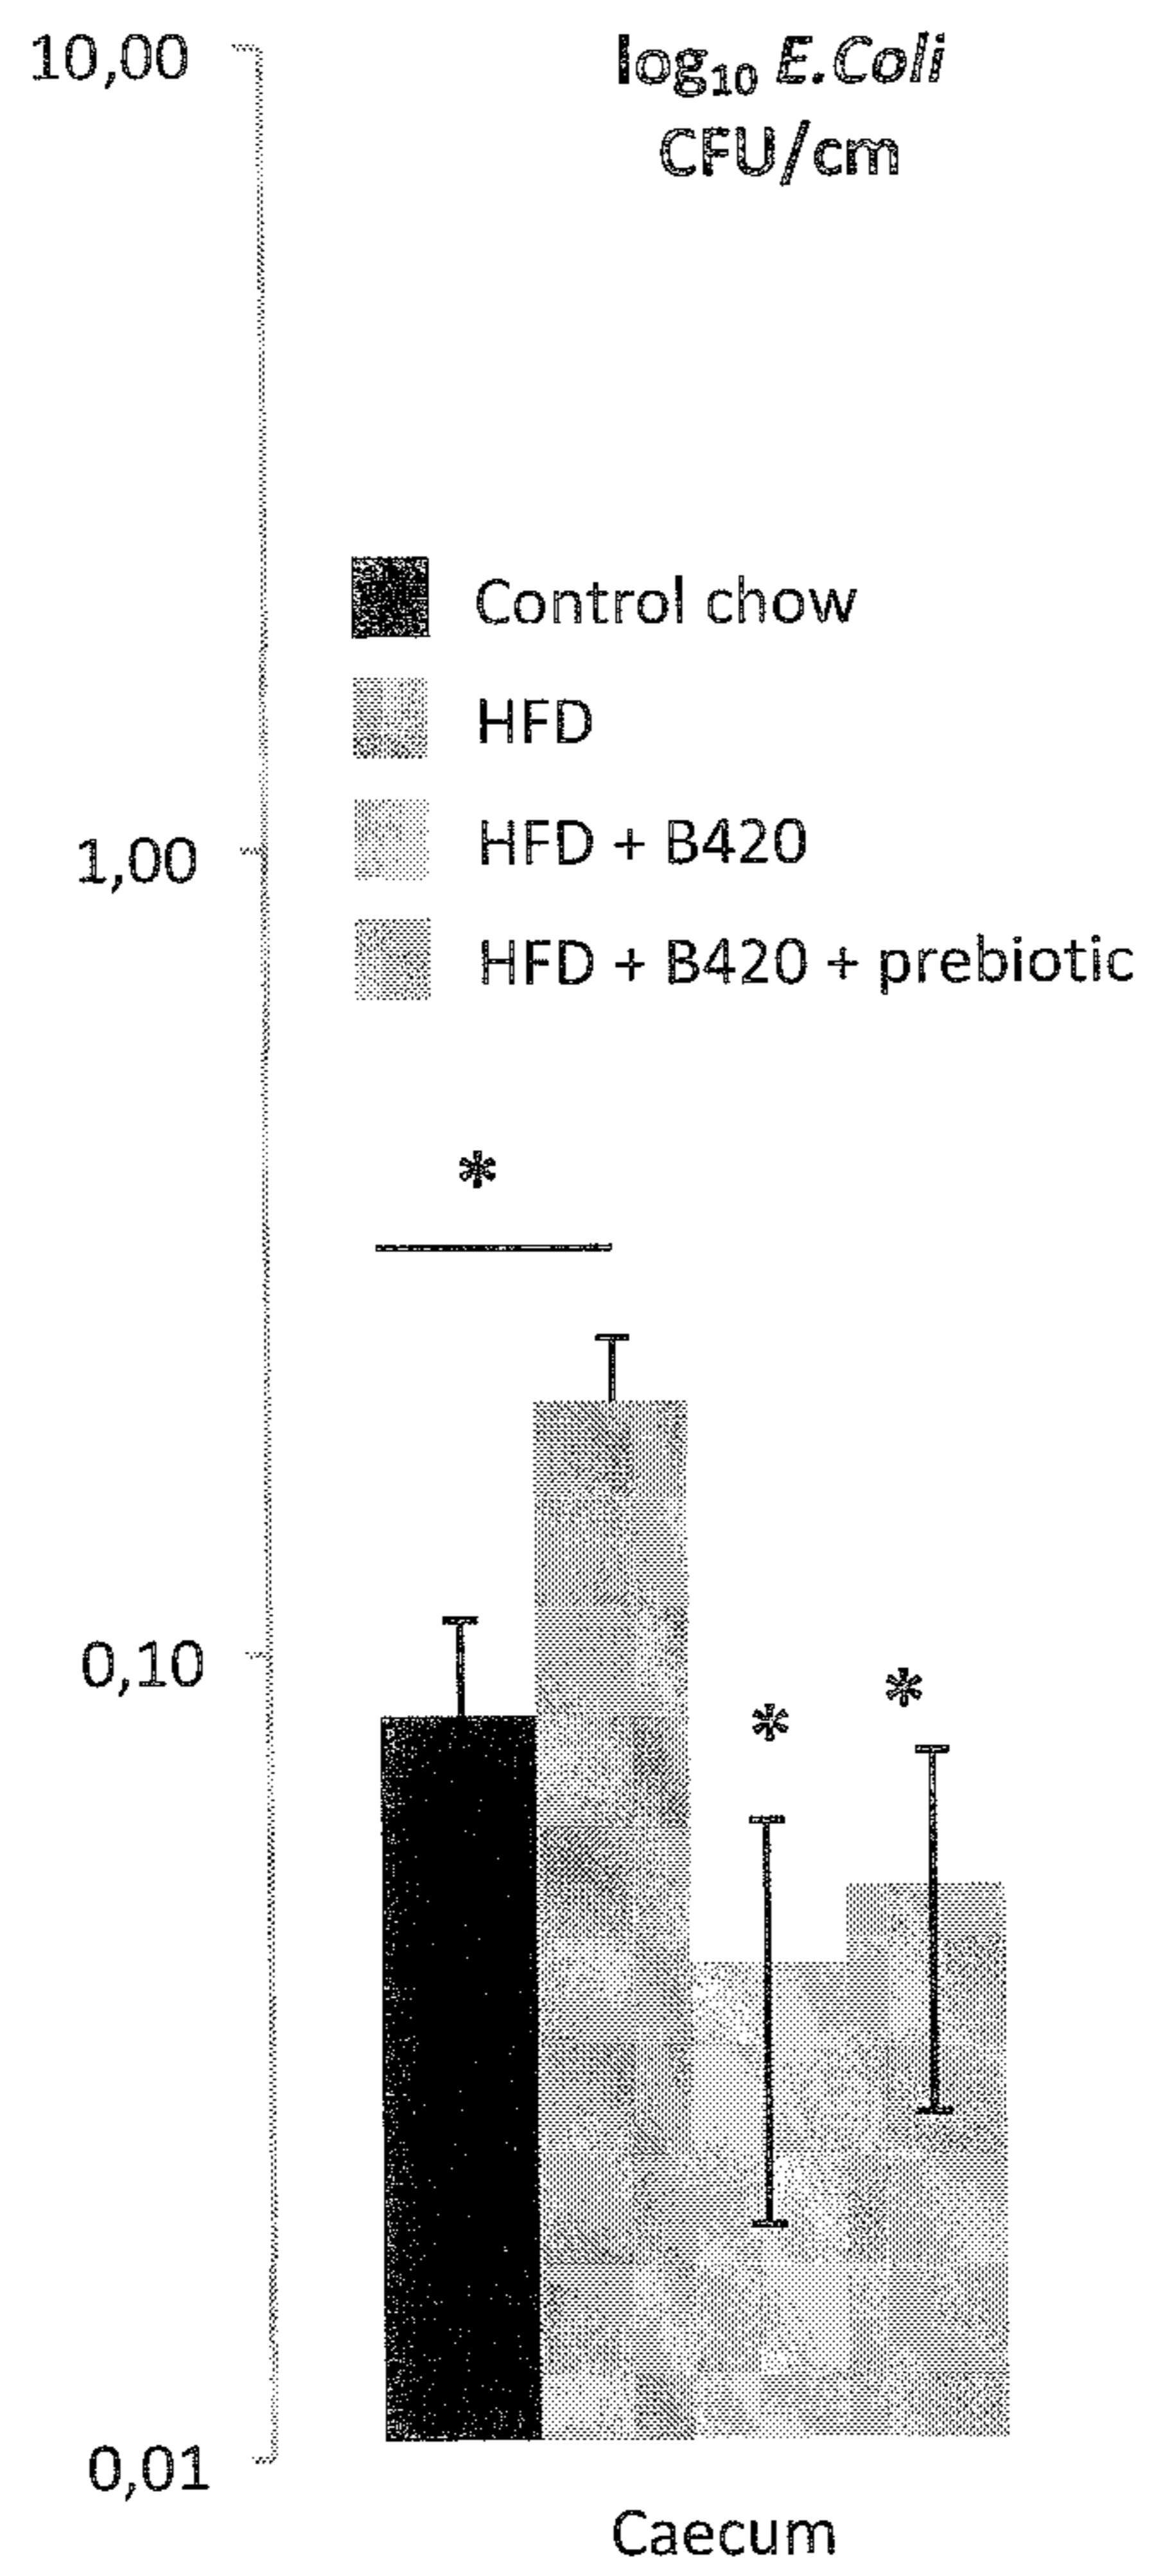 10,00
log₁₀ E.Coli
CFU/cm
Control chow
HFD
1,00
HFD + B420
HFD + B420 + prebiotic
*
0,10
*
*
0,01
Caecum